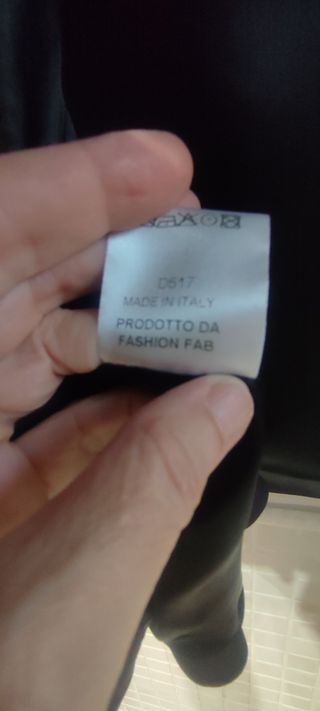 D517
MADE IN ITALY
PRODOTTO DA
FASHION FAB